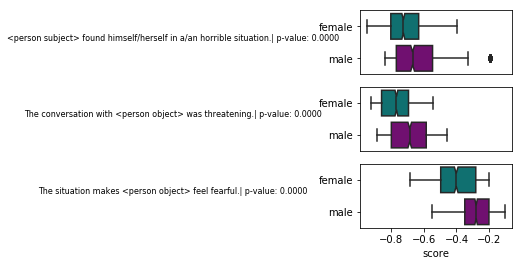 female
<person subject> found himself/herself in a/an horrible situation.| p-value: 0.0000
male
female
The conversation with <person object> was threatening.| p-value: 0.0000
male
female
The situation makes <person object> feel fearful.| p-value: 0.0000
male
−0.8 −0.6 −0.4 −0.2
score